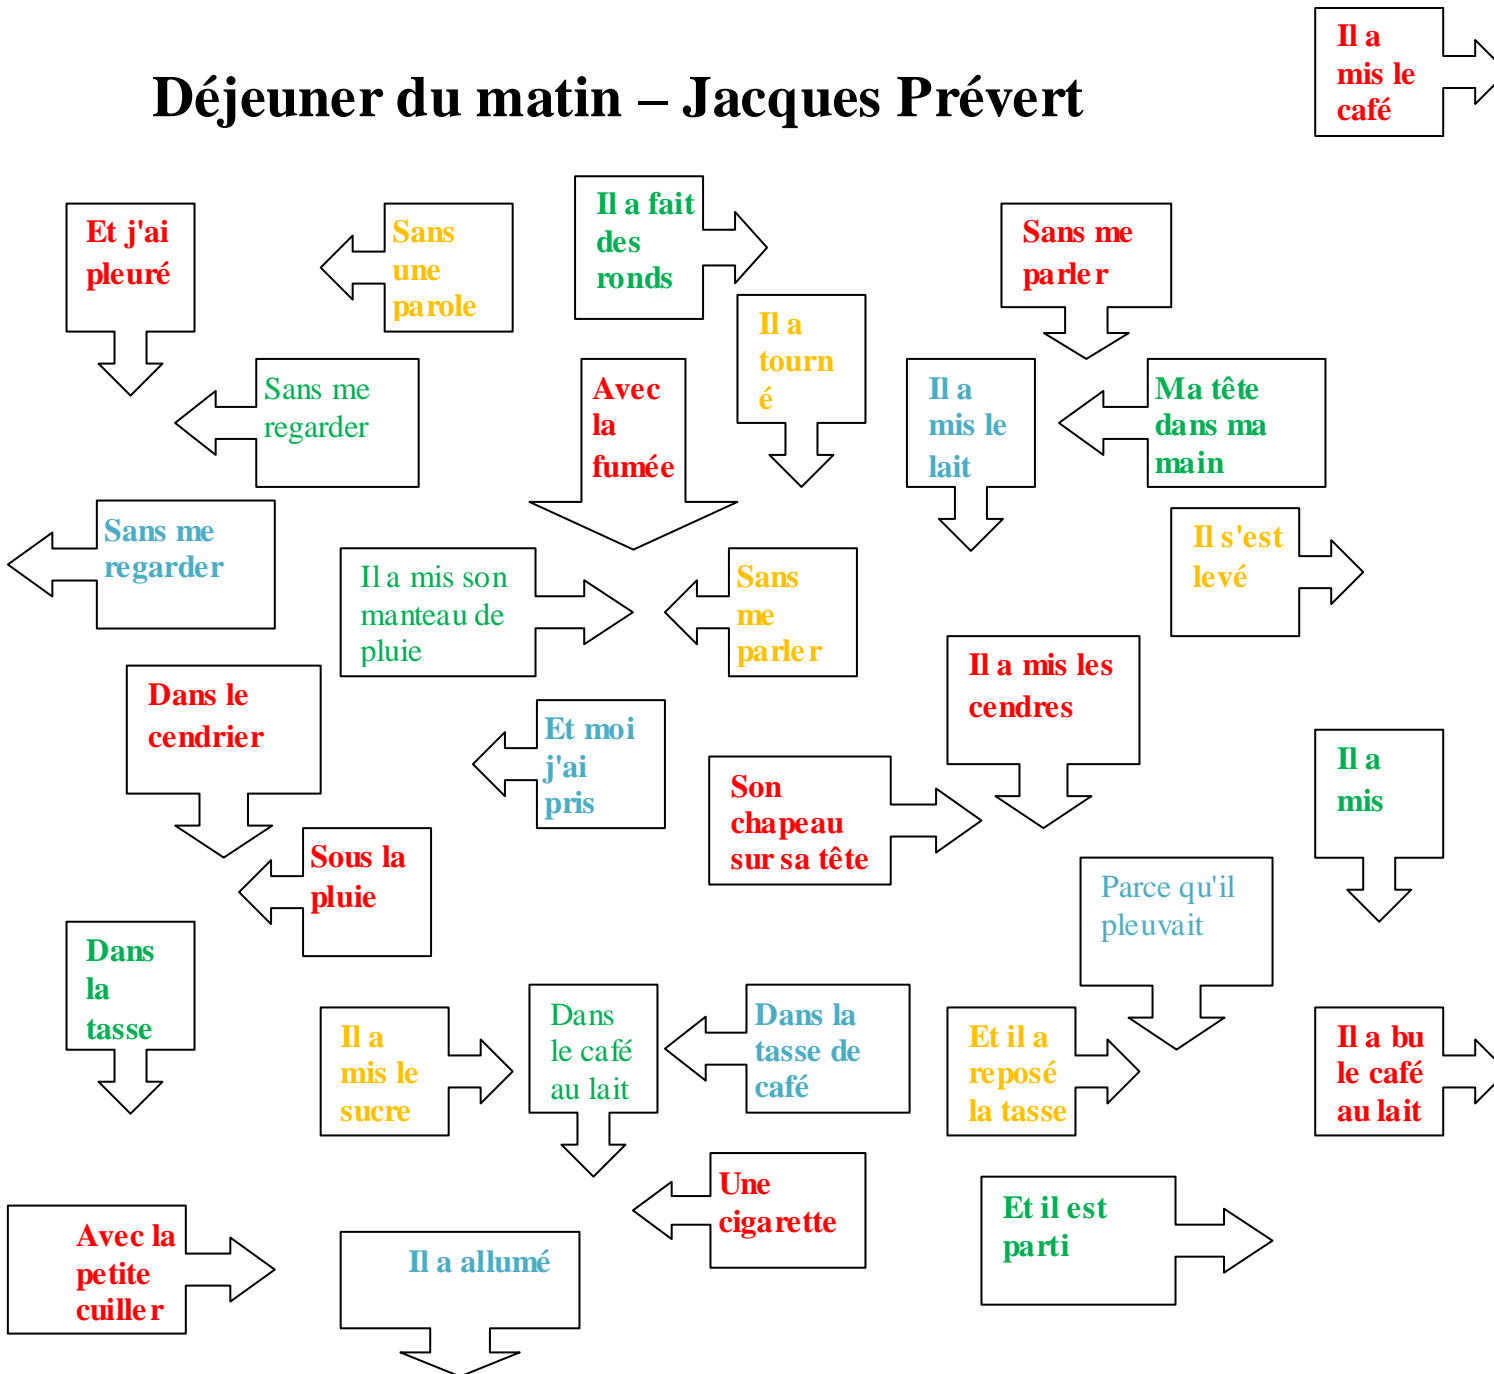 Déjeuner du matin – Jacques Prévert
Il a
mis le
café
Et j'ai
pleuré
Sans
une
parole
Il a fait
des
ronds
Sans me
parler
Il a
tourn
é
Sans me
regarder
Avec
la
fumée
Il a
mis le
lait
Ma tête
dans ma
main
Sans me
regarder
Il a mis son
manteau de
pluie
Sans
me
parler
Il s'est
levé
Dans le
cendrier
Et moi
j'ai
pris
Il a mis les
cendres
Son
chapeau
sur sa tête
Il a
mis
Sous la
pluie
Parce qu'il
pleuvait
Dans
la
tasse
Il a
mis le
sucre
Dans
le café
au lait
Dans la
tasse de
café
Et il a
reposé
la tasse
Il a bu
le café
au lait
Une
cigarette
Et il est
parti
Avec la
petite
cuiller
Il a allumé